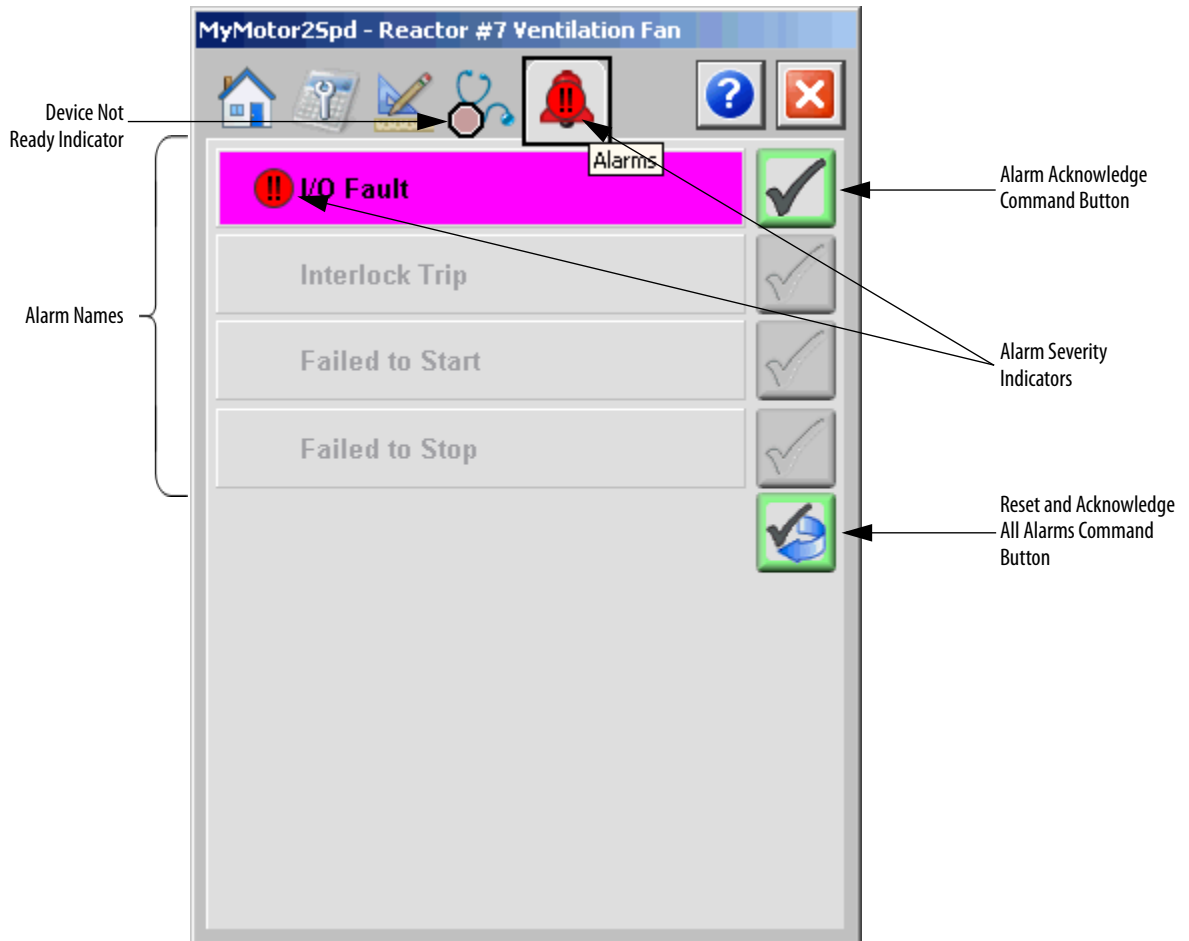 MyMotor2Spd - Reactor #7 Ventilation Fan
Device Not
Ready Indicator
?
!!
Alarms
!!
I/O Fault
Alarm Acknowledge
Command Button
Interlock Trip
Alarm Names
Failed to Start
Alarm Severity
Indicators
Failed to Stop
Reset and Acknowledge
All Alarms Command
Button